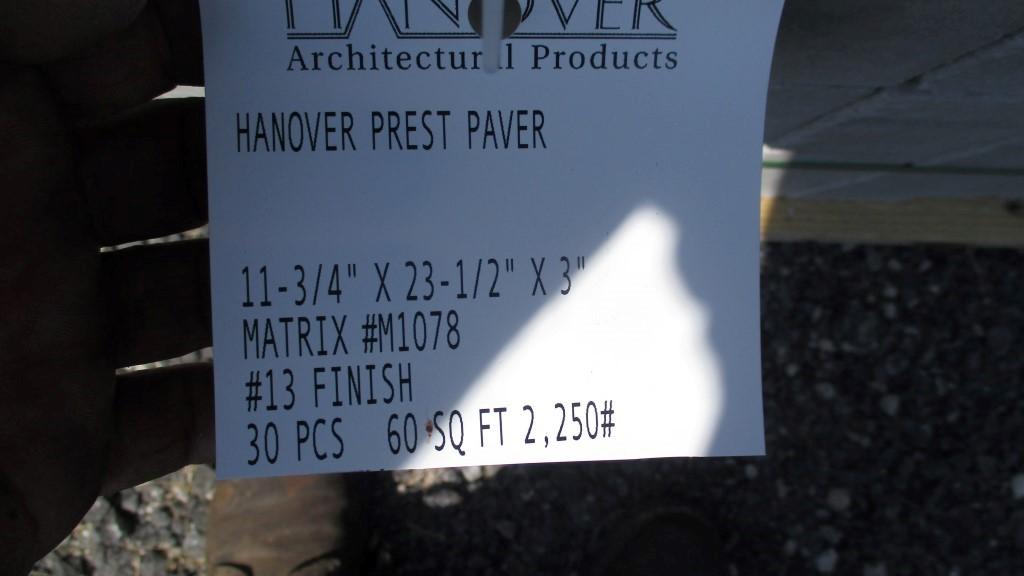 HANOVER
Architectural Products
HANOVER PREST PAVER
11-3/4" X 23-1/2" X 3"
MATRIX #M1078
#13 FINISH
30 PCS 60 SQ FT 2,250#